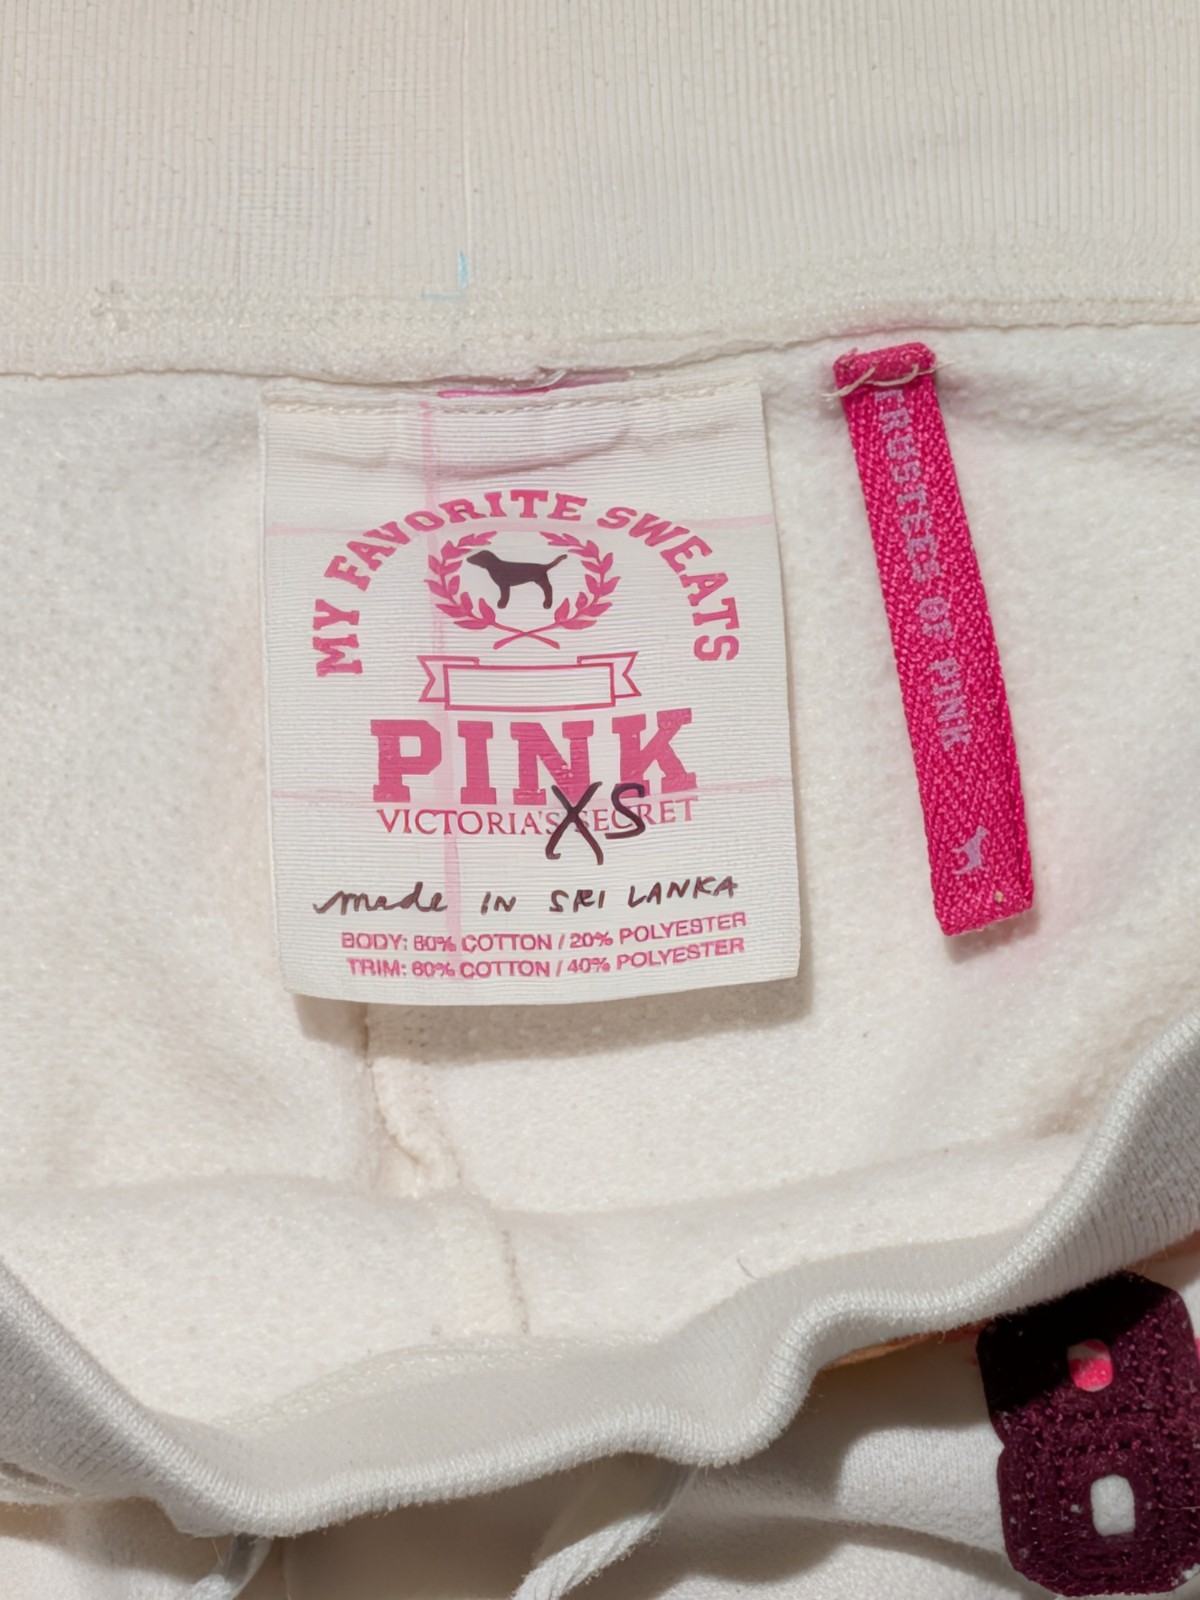 MY FAVORITE SWEATS
PINK
VICTORIA'S SECRET
XS
made IN SRI LANKA
BODY: 80% COTTON / 20% POLYESTER
TRIM: 60% COTTON / 40% POLYESTER
TRUSTEES OF PINK